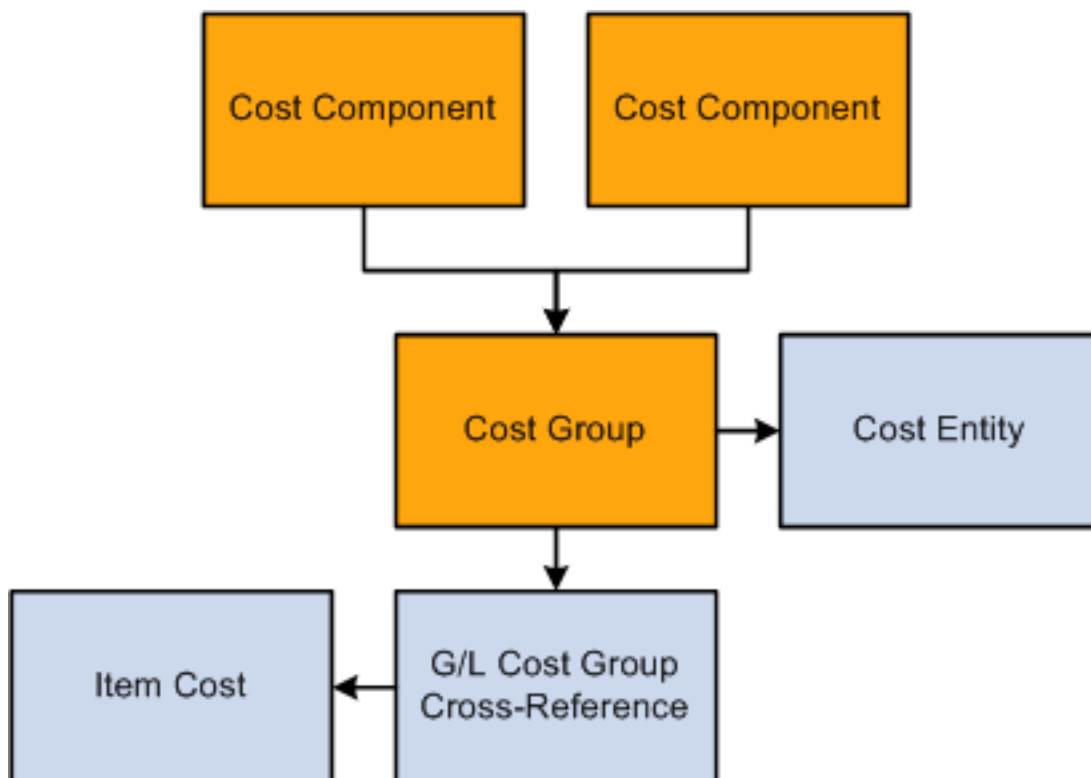 Cost Component
Cost Component
Cost Group
Cost Entity
Item Cost
G/L Cost Group
Cross-Reference